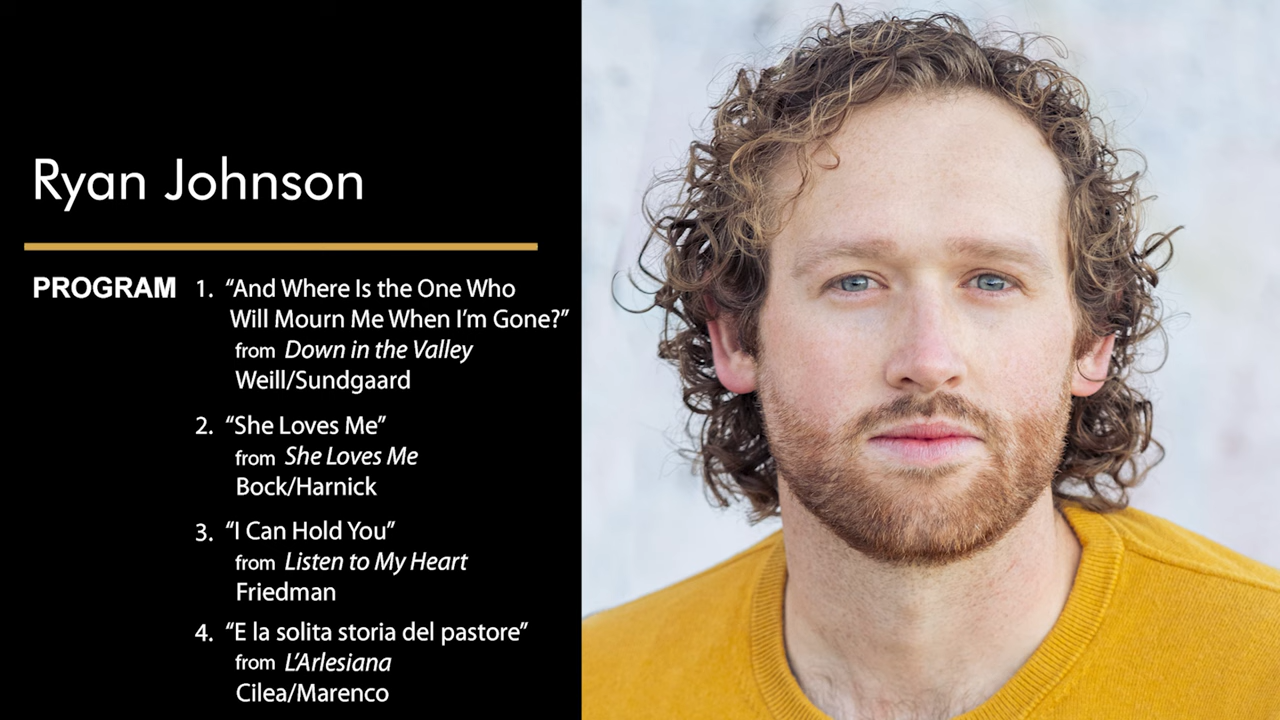 Ryan Johnson
PROGRAM
1. “And Where Is the One Who
Will Mourn Me When I’m Gone?”
from Down in the Valley
Weill/Sundgaard
2. “She Loves Me”
from She Loves Me
Bock/Harnick
3. “I Can Hold You”
from Listen to My Heart
Friedman
4. “E la solita storia del pastore”
from L’Arlesiana
Cilea/Marenco